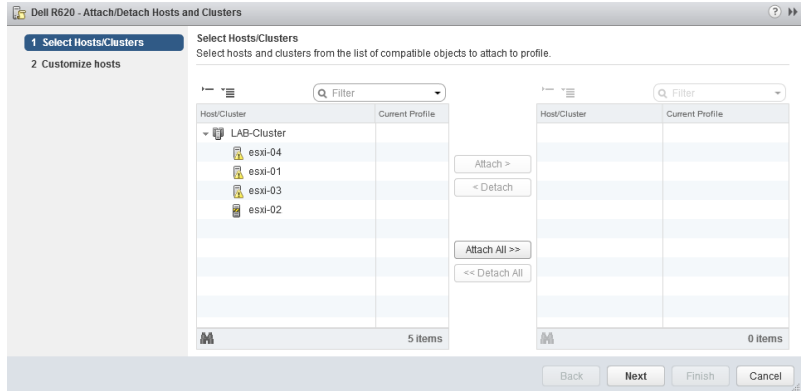 Dell R620 - Attach/Detach Hosts and Clusters
?
1 Select Hosts/Clusters
2 Customize hosts
Select Hosts/Clusters
Select hosts and clusters from the list of compatible objects to attach to profile.
Filter
Filter
Host/Cluster Current Profile
Host/Cluster Current Profile
LAB-Cluster
esxi-04
esxi-01
esxi-03
esxi-02
Attach >
< Detach
Attach All >>
<< Detach All
5 items
0 items
Back Next Finish Cancel